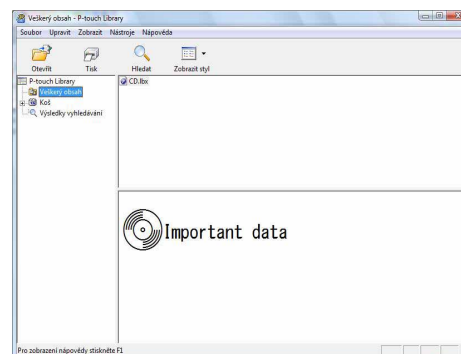 Veškerý obsah - P-touch Library
Soubor Upravit Zobrazit Nástroje Nápověda
Otevřít Tisk Hledat Zobrazit styl
P-touch Library
Veškerý obsah
Koš
Výsledky vyhledávání
CD.lbx
Important data
Pro zobrazení nápovědy stiskněte F1